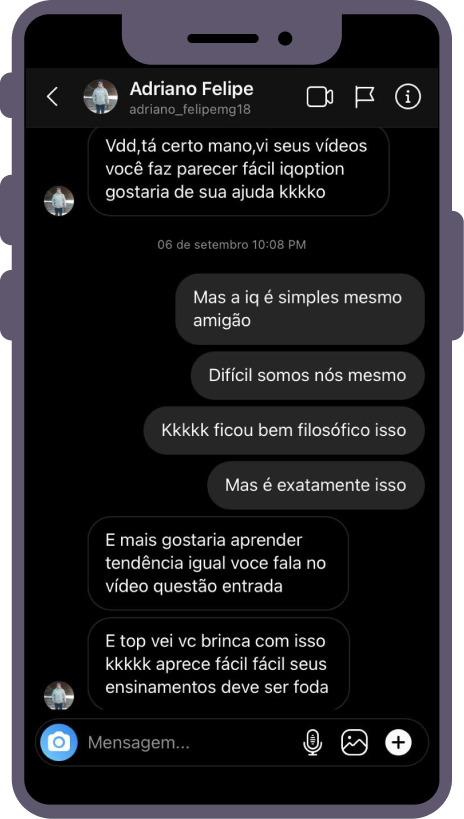 Adriano Felipe
adriano_felipemg18
Vdd,tá certo mano,vi seus vídeos
você faz parecer fácil iqoption
gostaria de sua ajuda kkkko
06 de setembro 10:08 PM
Mas a iq é simples mesmo
amigão
Difícil somos nós mesmo
Kkkkk ficou bem filosófico isso
Mas é exatamente isso
E mais gostaria aprender
tendência igual voce fala no
vídeo questão entrada
E top vei vc brinca com isso
kkkkk aprece fácil fácil seus
ensinamentos deve ser foda
Mensagem...